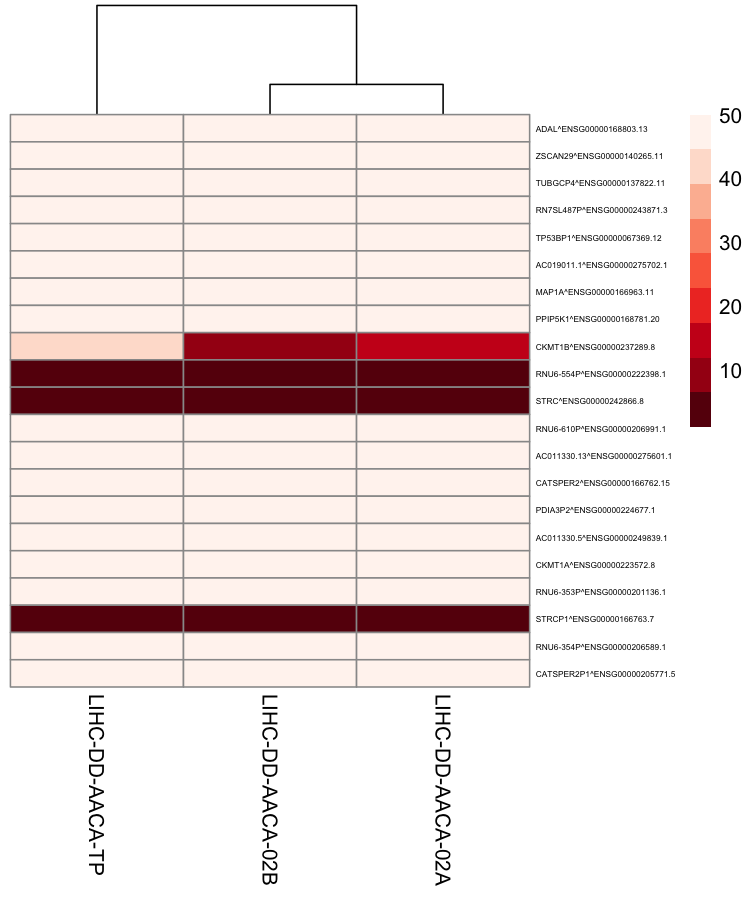 50
40
30
20
10
ADAL^ENSG00000168803.13
ZSCAN29^ENSG00000140265.11
TUBGCP4^ENSG00000137822.11
RN7SL487P^ENSG00000243871.3
TP53BP1^ENSG00000067369.12
AC019011.1^ENSG00000275702.1
MAP1A^ENSG00000166963.11
PPIP5K1^ENSG00000168781.20
CKMT1B^ENSG00000237289.8
RNU6-554P^ENSG00000222398.1
STRC^ENSG00000242866.8
RNU6-610P^ENSG00000206991.1
AC011330.13^ENSG00000275601.1
CATSPER2^ENSG00000166762.15
PDIA3P2^ENSG00000224677.1
AC011330.5^ENSG00000249839.1
CKMT1A^ENSG00000223572.8
RNU6-353P^ENSG00000201136.1
STRCP1^ENSG00000166763.7
RNU6-354P^ENSG00000206589.1
CATSPER2P1^ENSG00000205771.5
LIHC-DD-AACA-TP
LIHC-DD-AACA-02B
LIHC-DD-AACA-02A